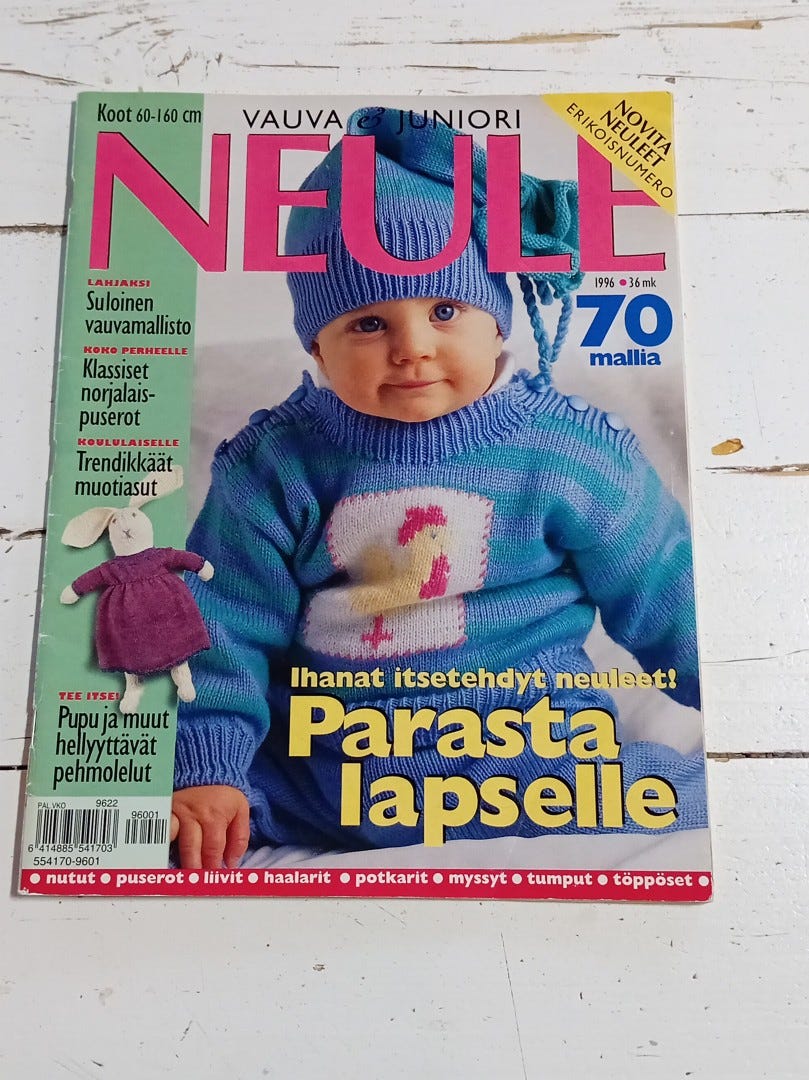 Koot 60-160 cm
VAUVA & JUNIORI
NEULE
NOVITA
NEULEET
ERIKOISNUMERO
1996 • 36 mk
70
mallia
LAHJAKSI
Suloinen
vauvamallisto
KOKO PERHEELLE
Klassiset
norjalais-
puserot
KOULULAISELLE
Trendikkäät
muotiasut
TEE ITSE!
Pupu ja muut
hellyyttävät
pehmolelut
Ihanat itsetehdyt neuleet!
Parasta
lapselle
PAL.VKO 9622
96001
6 414885 541703
554170-9601
• nutut • puserot • liivit • haalarit • potkarit • myssyt • tumput • töppöset •